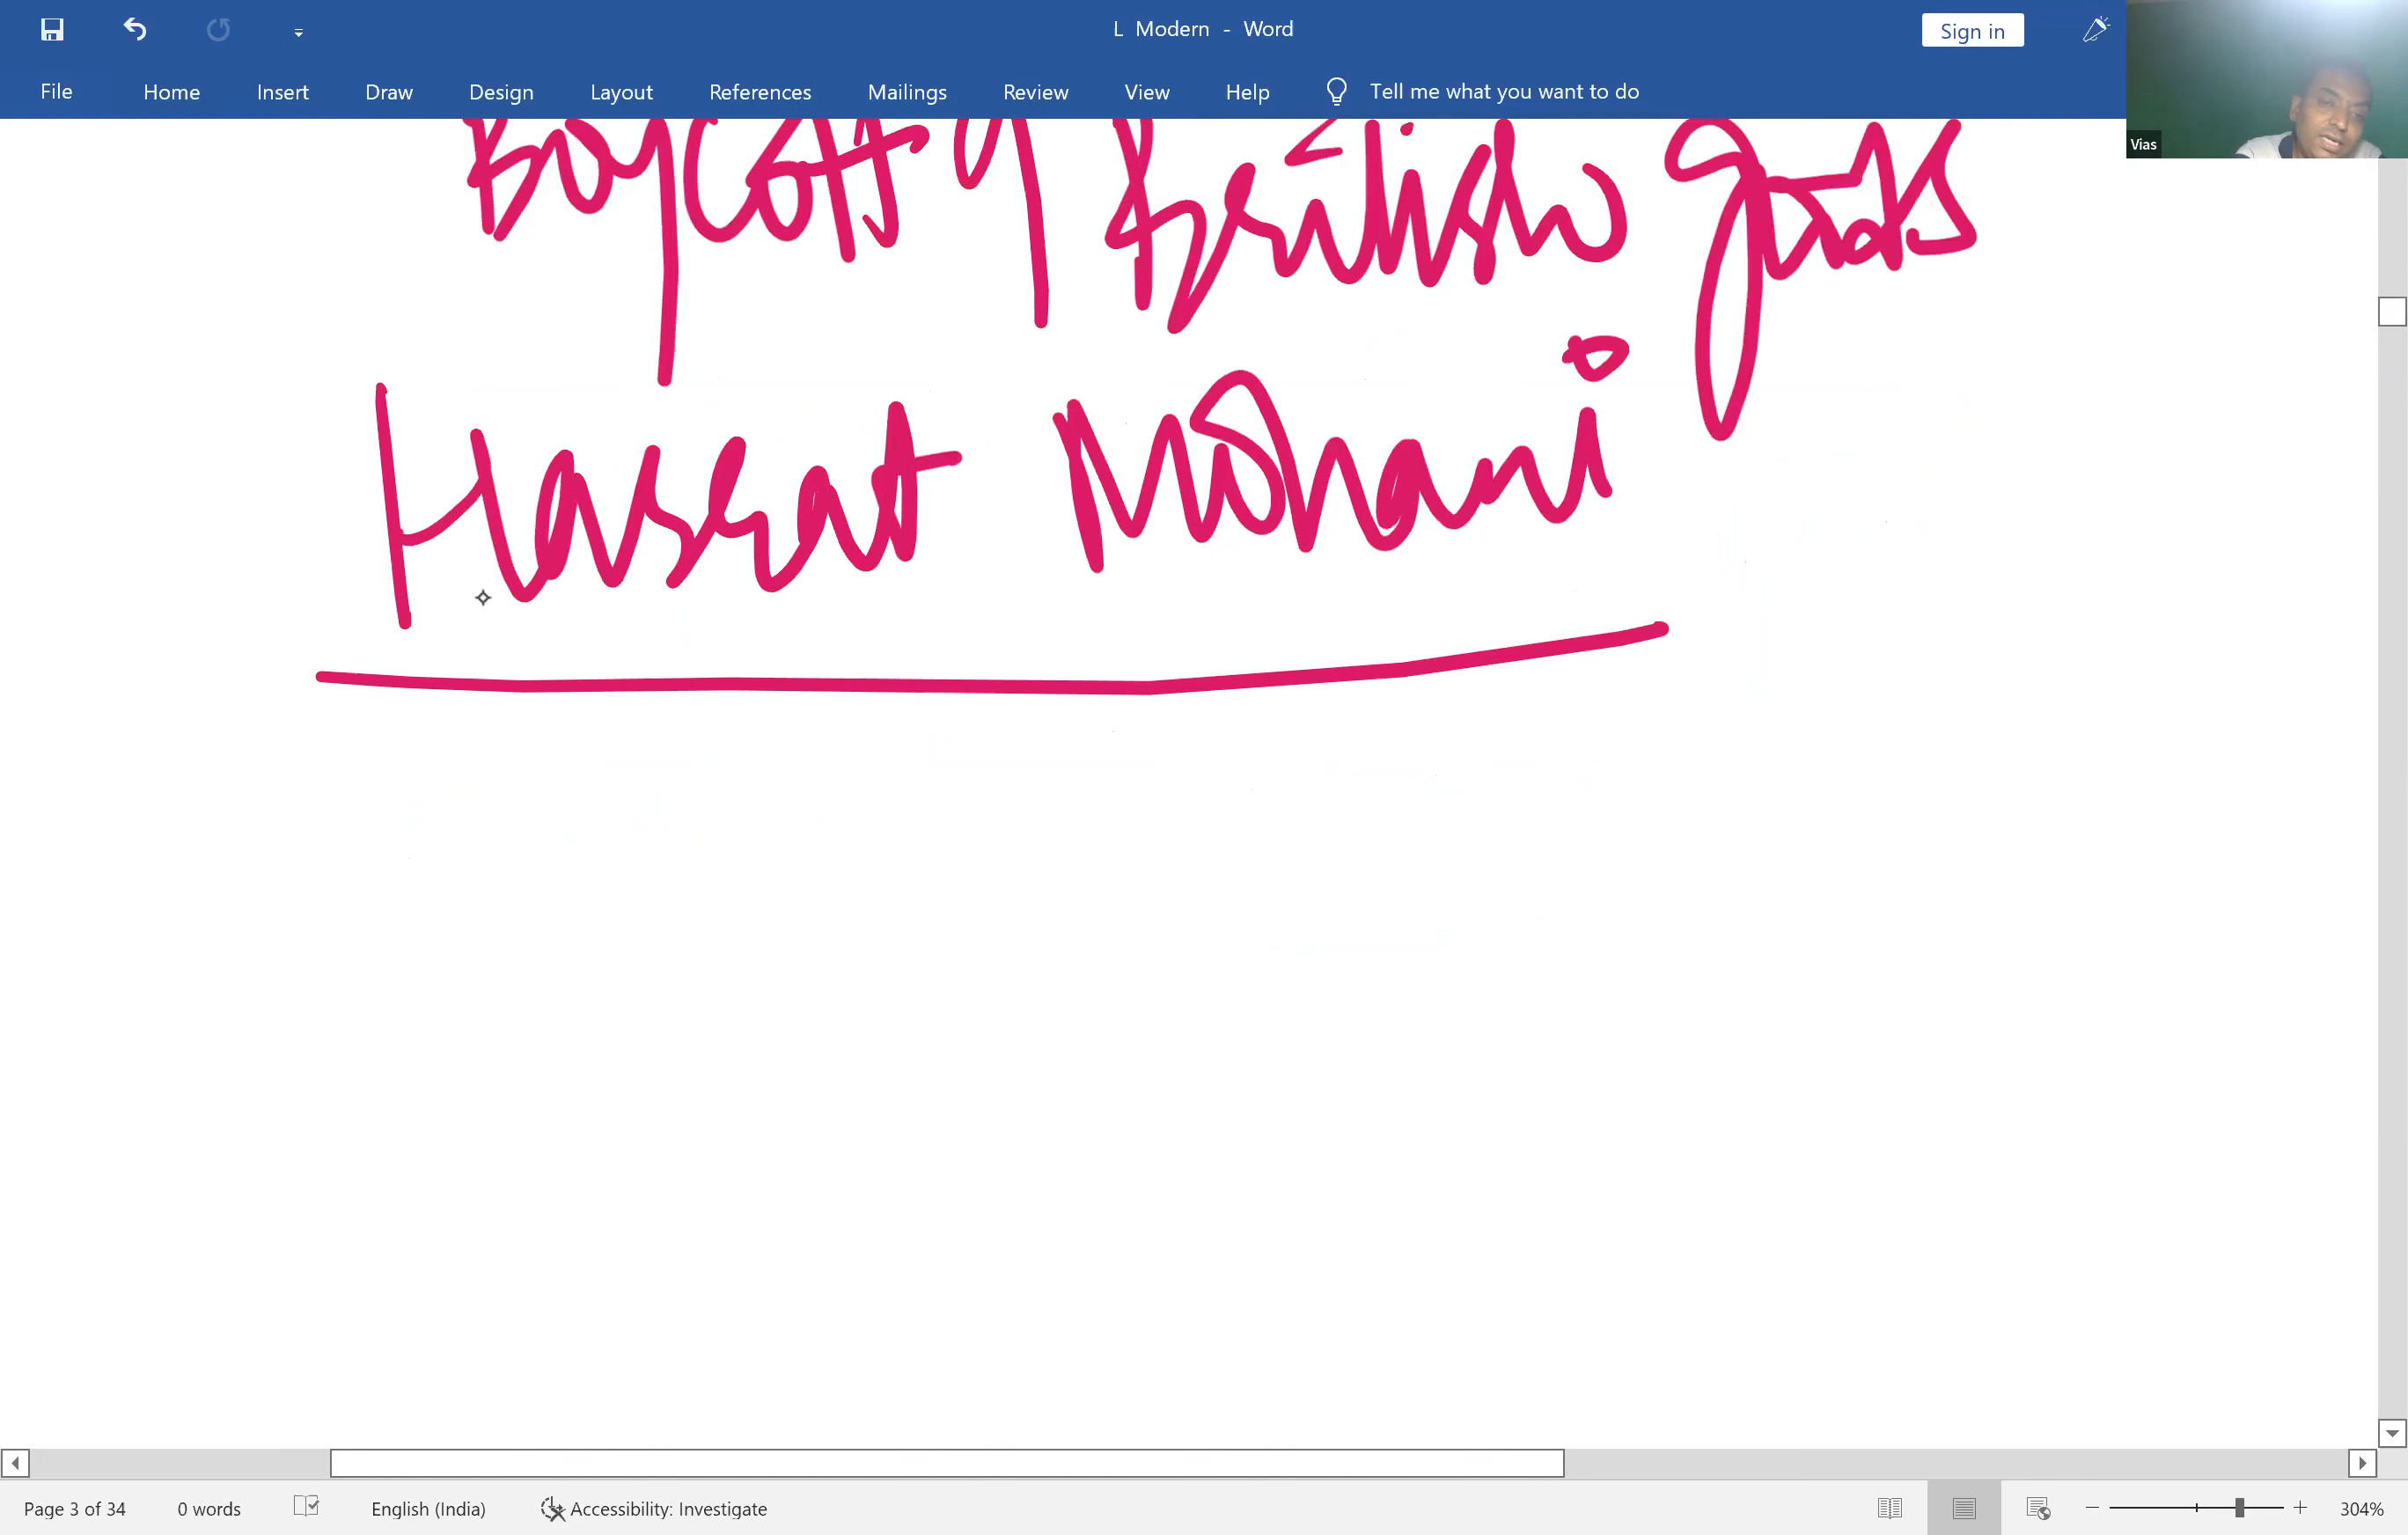 L Modern - Word
Sign in
Vias
File Home Insert Draw Design Layout References Mailings Review View Help Tell me what you want to do
Boycott of British goods
Hasrat Mohani
Page 3 of 34 0 words English (India) Accessibility: Investigate 304%